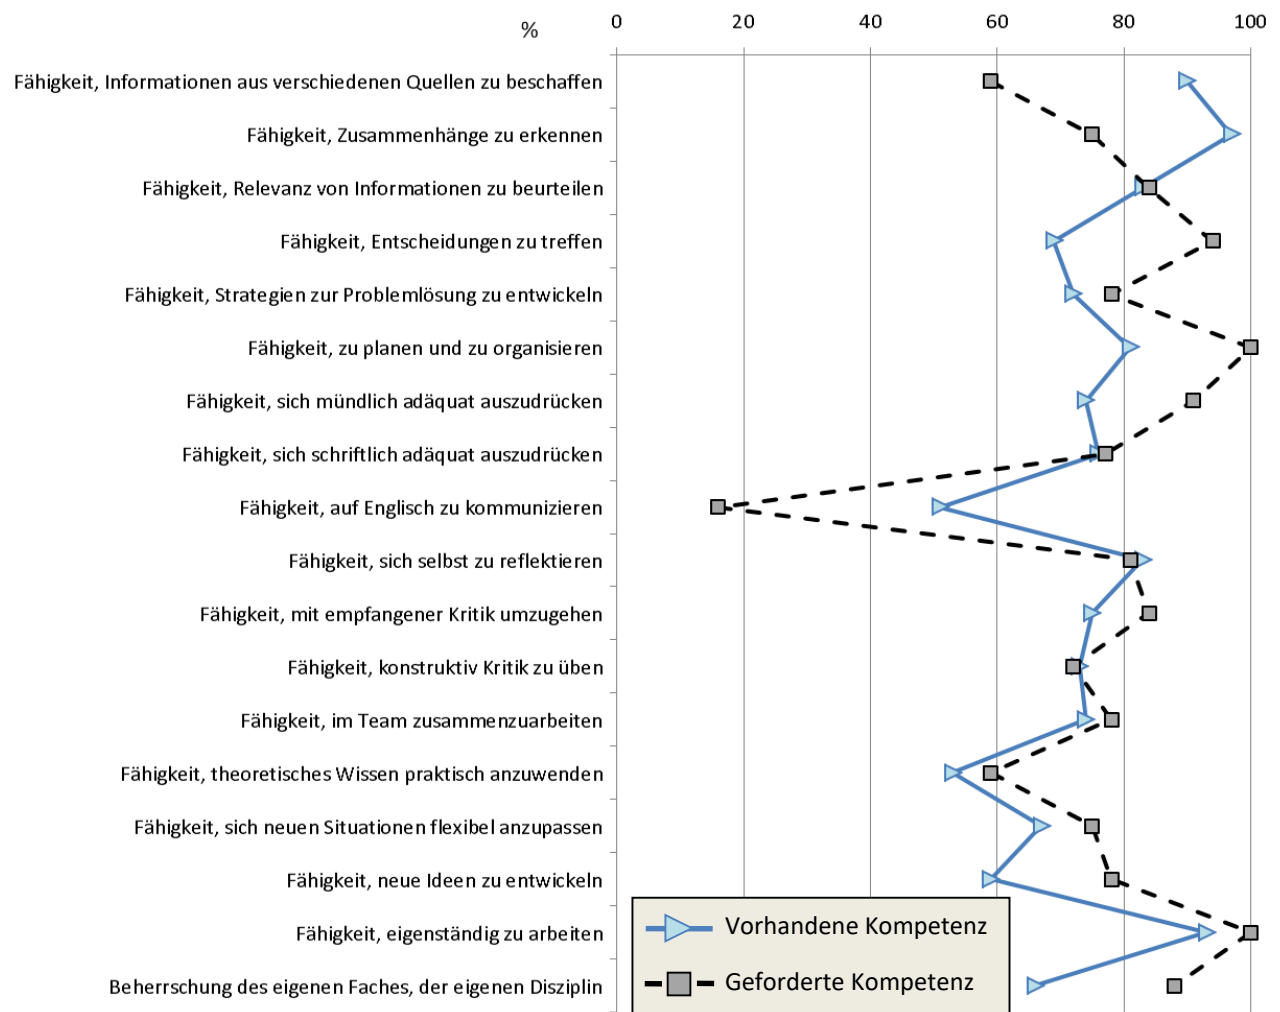 % 0 20 40 60 80 100
Fähigkeit, Informationen aus verschiedenen Quellen zu beschaffen
Fähigkeit, Zusammenhänge zu erkennen
Fähigkeit, Relevanz von Informationen zu beurteilen
Fähigkeit, Entscheidungen zu treffen
Fähigkeit, Strategien zur Problemlösung zu entwickeln
Fähigkeit, zu planen und zu organisieren
Fähigkeit, sich mündlich adäquat auszudrücken
Fähigkeit, sich schriftlich adäquat auszudrücken
Fähigkeit, auf Englisch zu kommunizieren
Fähigkeit, sich selbst zu reflektieren
Fähigkeit, mit empfangener Kritik umzugehen
Fähigkeit, konstruktiv Kritik zu üben
Fähigkeit, im Team zusammenzuarbeiten
Fähigkeit, theoretisches Wissen praktisch anzuwenden
Fähigkeit, sich neuen Situationen flexibel anzupassen
Fähigkeit, neue Ideen zu entwickeln
Fähigkeit, eigenständig zu arbeiten
Beherrschung des eigenen Faches, der eigenen Disziplin
Vorhandene Kompetenz
Geforderte Kompetenz